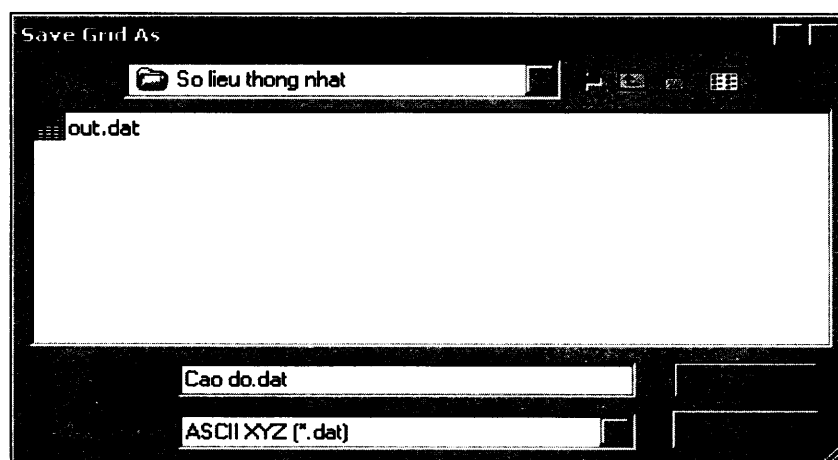 Save Grid As
So lieu thong nhat
out.dat
Cao do.dat
ASCII XYZ (*.dat)